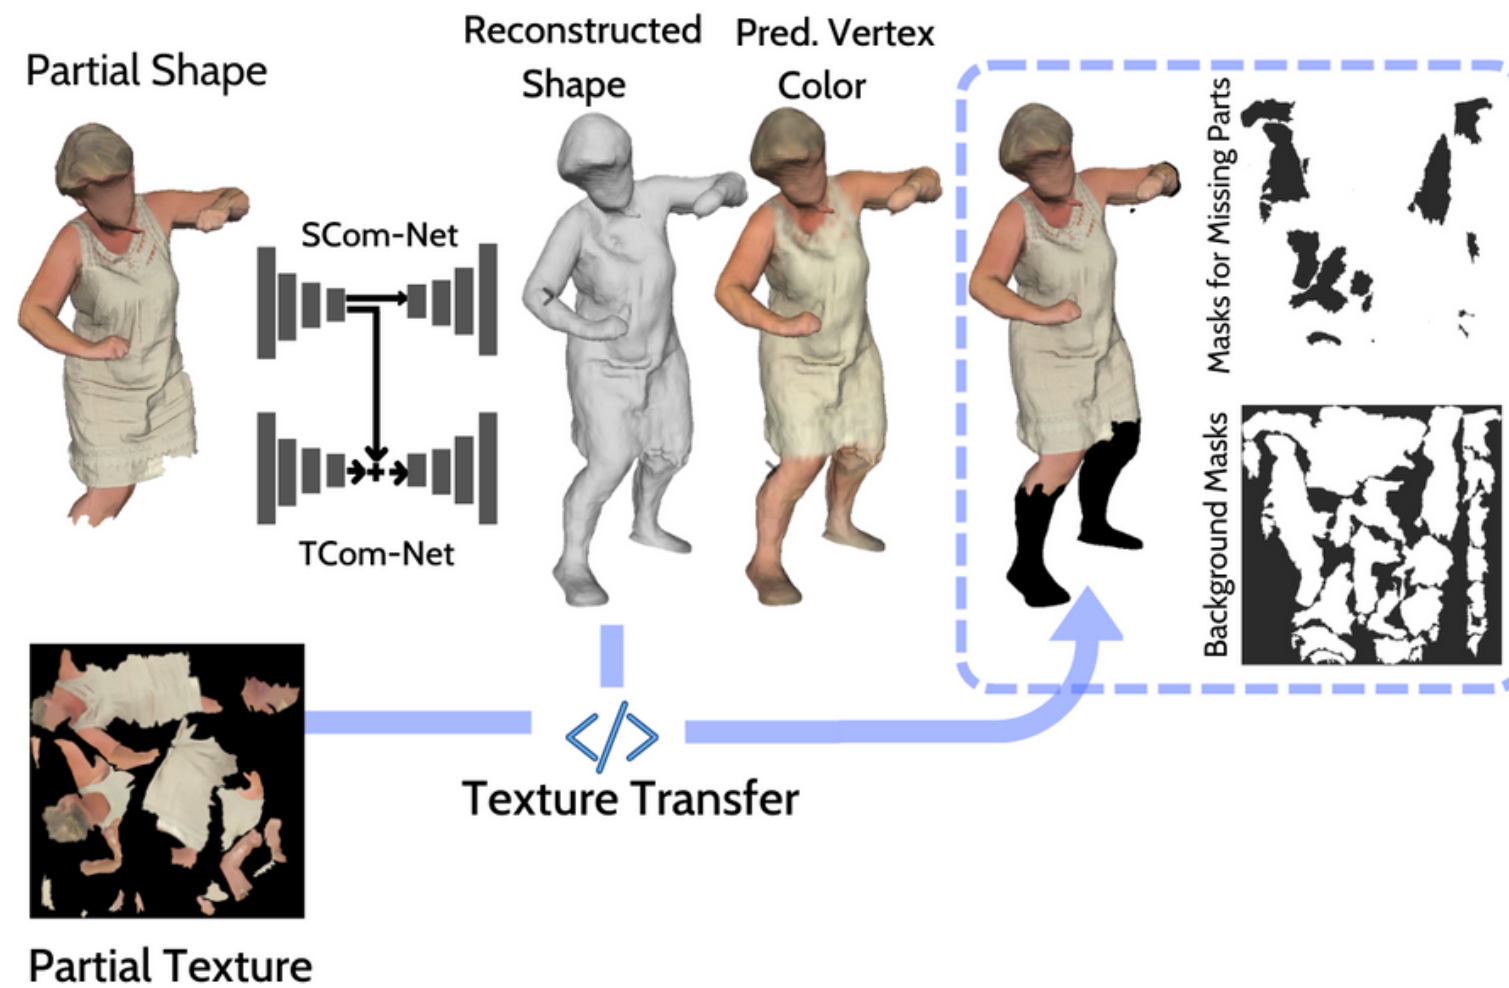 Partial Shape
Reconstructed
Shape
Pred. Vertex
Color
SCom-Net
TCom-Net
Masks for Missing Parts
Background Masks
</>
Texture Transfer
Partial Texture